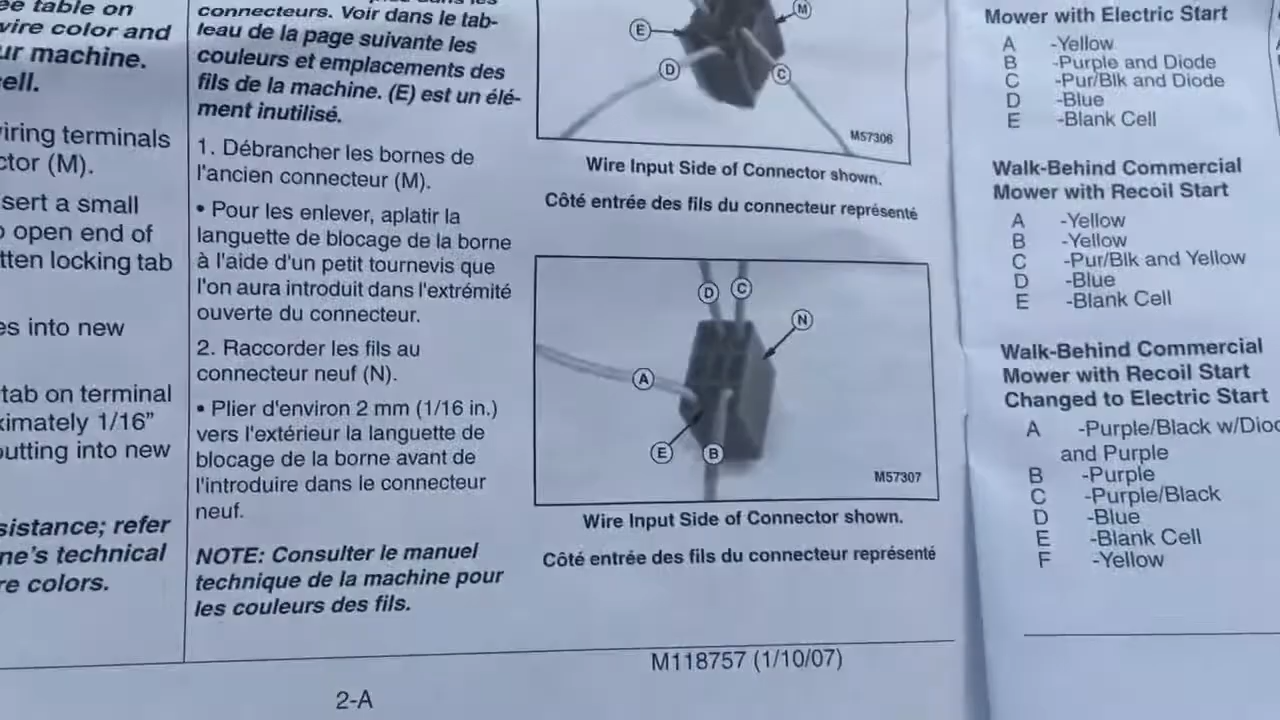 ee table on
wire color and
ur machine.
ell.
wiring terminals
ctor (M).
sert a small
o open end of
tten locking tab
es into new
tab on terminal
ximately 1/16”
putting into new
sistance; refer
ne's technical
re colors.
connecteurs. Voir dans le tab-
leau de la page suivante les
couleurs et emplacements des
fils de la machine. (E) est un élé-
ment inutilisé.
1. Débrancher les bornes de
l'ancien connecteur (M).
• Pour les enlever, aplatir la
languette de blocage de la borne
à l'aide d'un petit tournevis que
l'on aura introduit dans l'extrémité
ouverte du connecteur.
2. Raccorder les fils au
connecteur neuf (N).
• Plier d'environ 2 mm (1/16 in.)
vers l'extérieur la languette de
blocage de la borne avant de
l'introduire dans le connecteur
neuf.
NOTE: Consulter le manuel
technique de la machine pour
les couleurs des fils.
2-A
M
E
D
C
M57306
Wire Input Side of Connector shown.
Côté entrée des fils du connecteur représenté
D C
N
A
E B
M57307
Wire Input Side of Connector shown.
Côté entrée des fils du connecteur représenté
M118757 (1/10/07)
Mower with Electric Start
A -Yellow
B -Purple and Diode
C -Pur/Blk and Diode
D -Blue
E -Blank Cell
Walk-Behind Commercial
Mower with Recoil Start
A -Yellow
B -Yellow
C -Pur/Blk and Yellow
D -Blue
E -Blank Cell
Walk-Behind Commercial
Mower with Recoil Start
Changed to Electric Start
A -Purple/Black w/Dioc
and Purple
B -Purple
C -Purple/Black
D -Blue
E -Blank Cell
F -Yellow